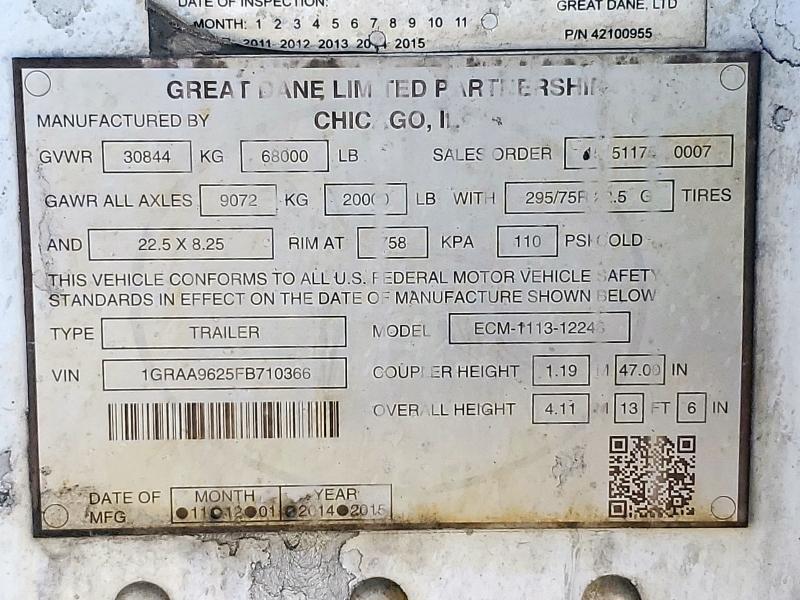 DATE OF INSPECTION:
GREAT DANE, LTD
MONTH: 1 2 3 4 5 6 7 8 9 10 11
P/N 42100955
2011 2012 2013 2014 2015
GREAT DANE LIMITED PARTNERSHIP
MANUFACTURED BY CHICAGO, IL
GVWR 30844 KG 68000 LB SALES ORDER 0007
GAWR ALL AXLES 9072 KG 20000 LB WITH 295/75R22.5 G TIRES
AND 22.5 X 8.25 RIM AT 758 KPA 110 PSI COLD
THIS VEHICLE CONFORMS TO ALL U.S. FEDERAL MOTOR VEHICLE SAFETY
STANDARDS IN EFFECT ON THE DATE OF MANUFACTURE SHOWN BELOW
TYPE TRAILER MODEL
VIN 1GRAA9625FB710366 COUPLER HEIGHT 1.19 M 47.00 IN
OVERALL HEIGHT 4.11 M 13 FT 6 IN
DATE OF MFG MONTH YEAR
11 12 01 2014 2015